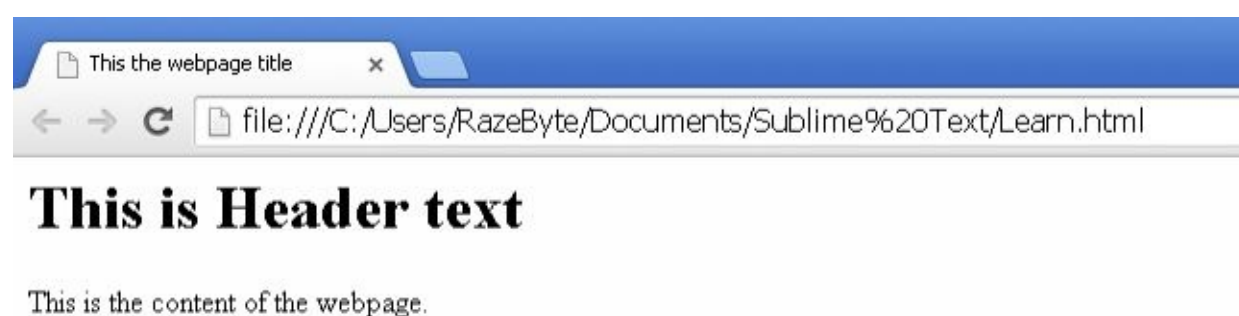 This the webpage title
file:///C:/Users/RazeByte/Documents/Sublime%20Text/Learn.html
This is Header text
This is the content of the webpage.